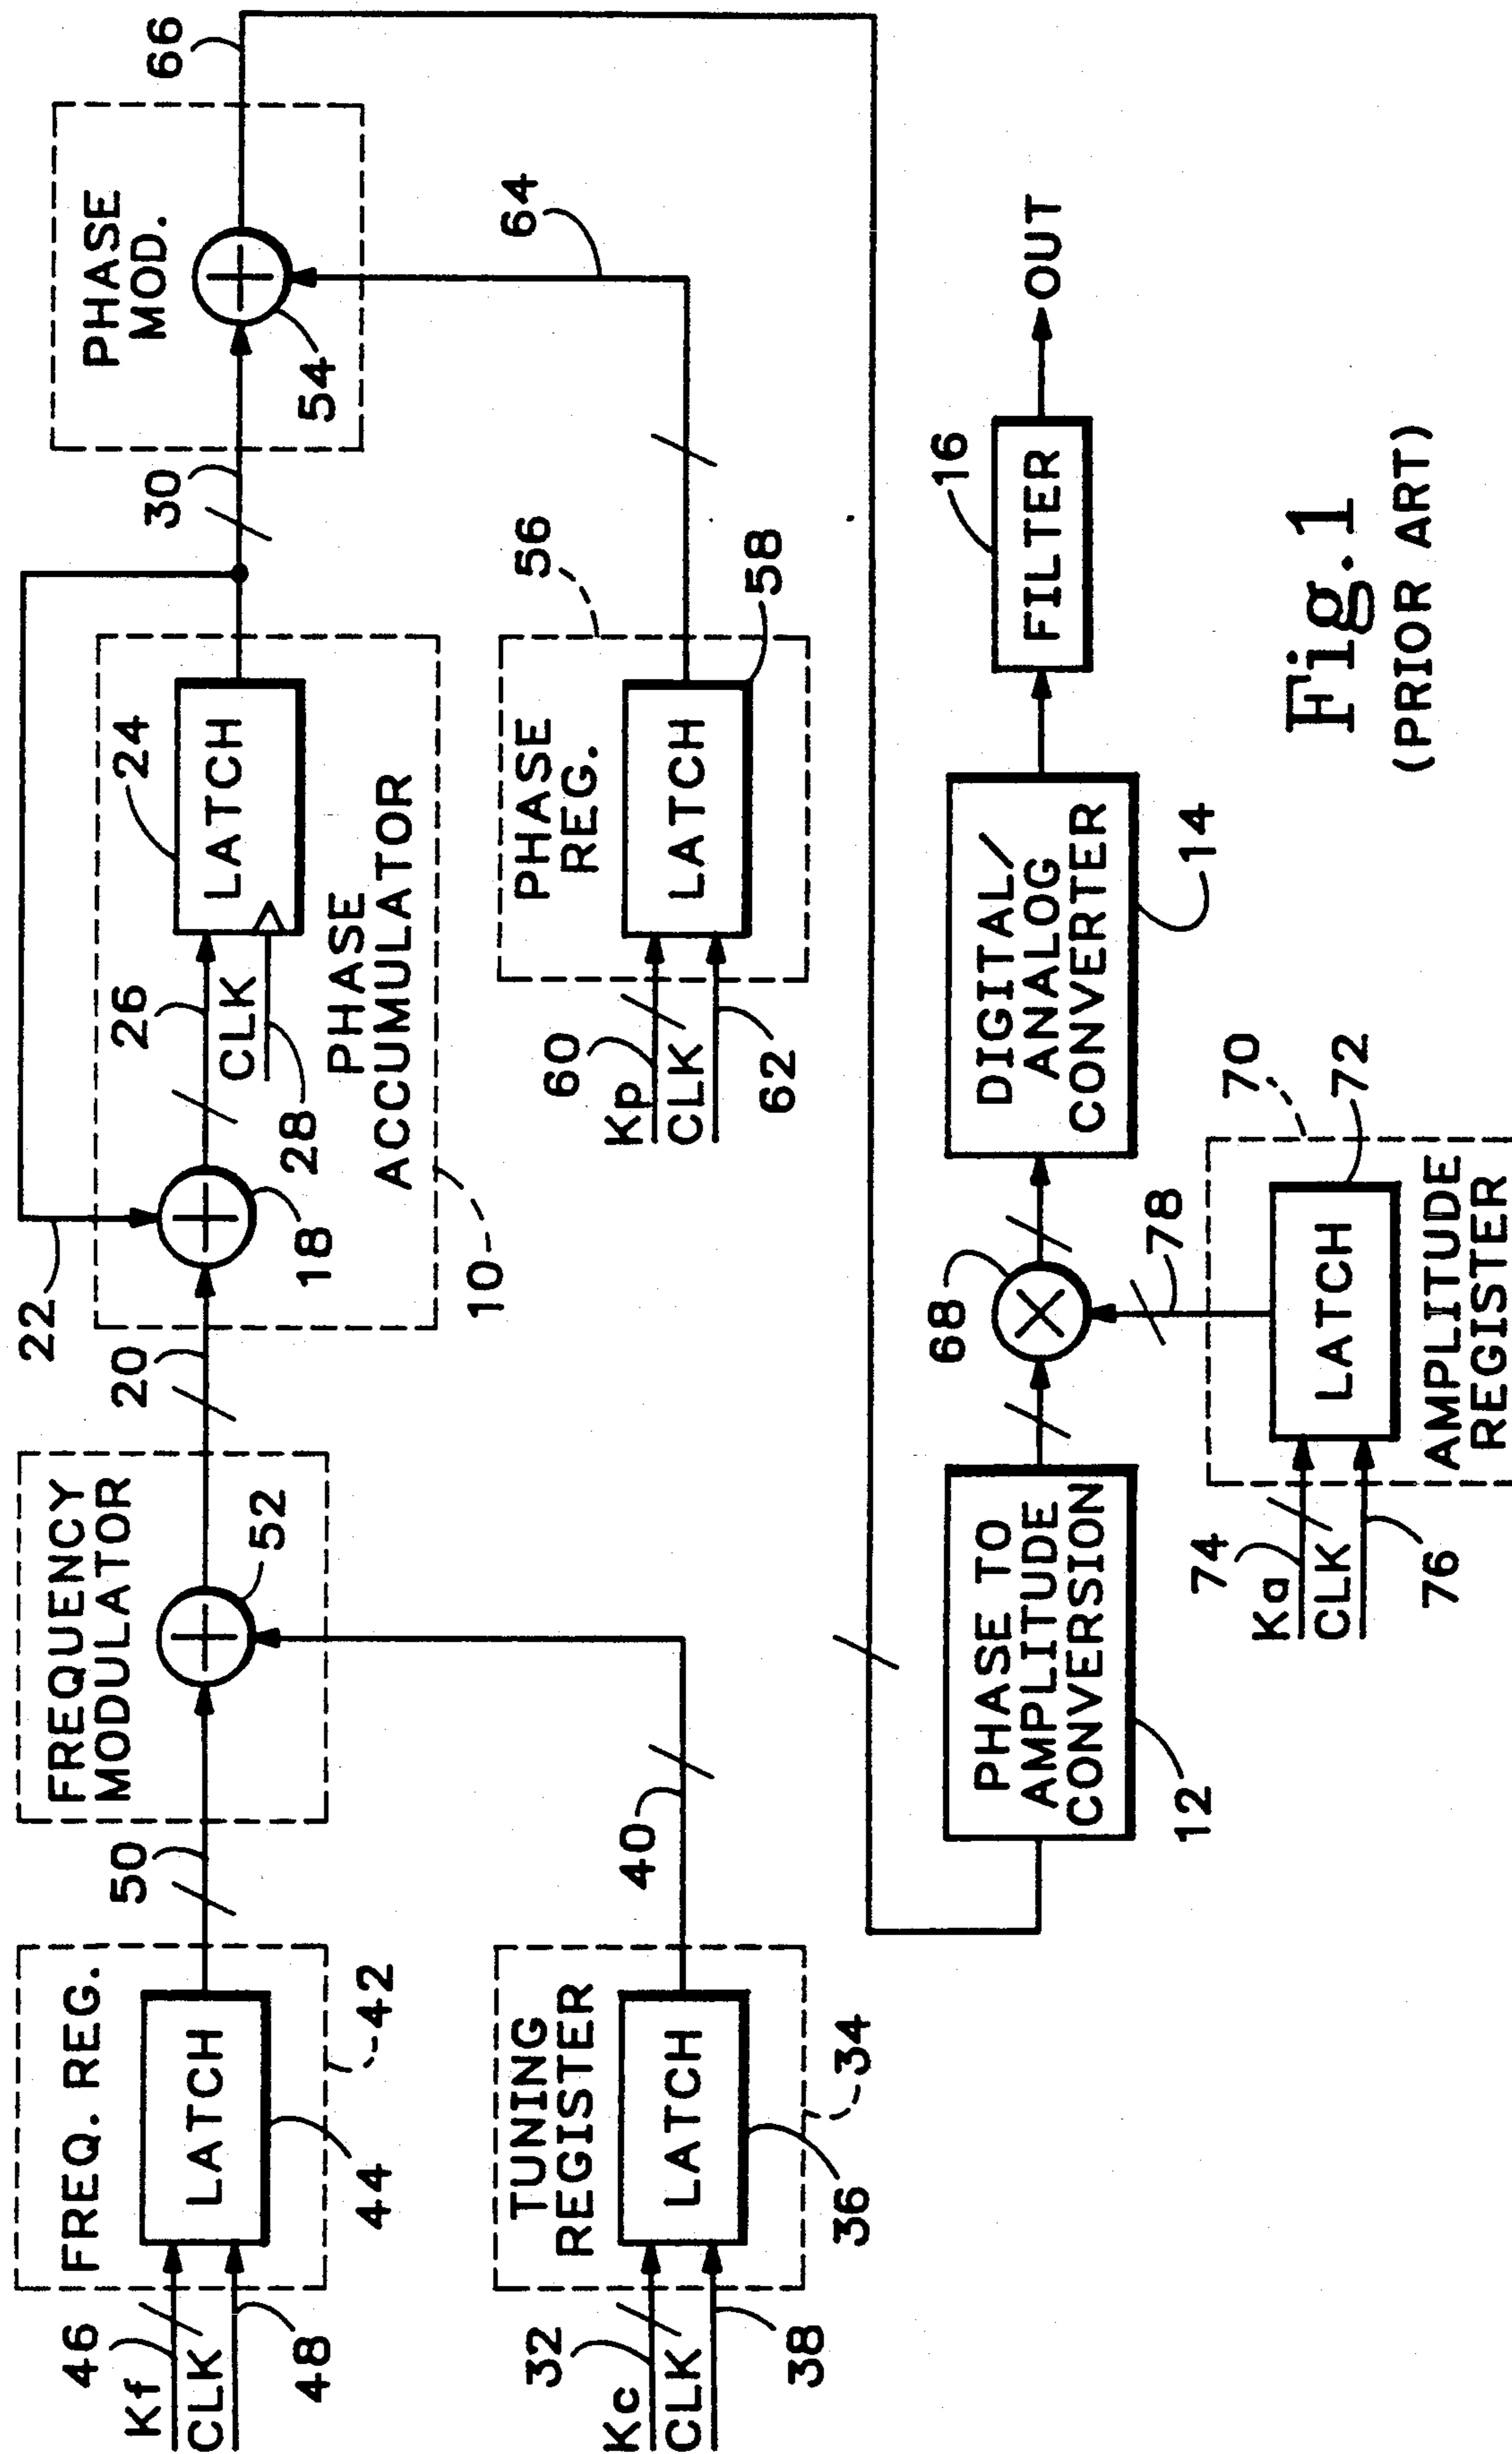 46
Kf
CLK
48
FREQ. REG.
LATCH
44
42
50
FREQUENCY
MODULATOR
52
20
22
18
26
CLK
28
24
LATCH
PHASE
ACCUMULATOR
10
30
PHASE
MOD.
54
66
32
Kc
CLK
38
TUNING
REGISTER
LATCH
36
34
40
60
Kp
CLK
62
PHASE
REG.
LATCH
56
58
64
PHASE TO
AMPLITUDE
CONVERSION
12
68
78
74
Ka
CLK
76
LATCH
AMPLITUDE
REGISTER
70
72
DIGITAL/
ANALOG
CONVERTER
14
16
FILTER
OUT
Fig.1
(PRIOR ART)